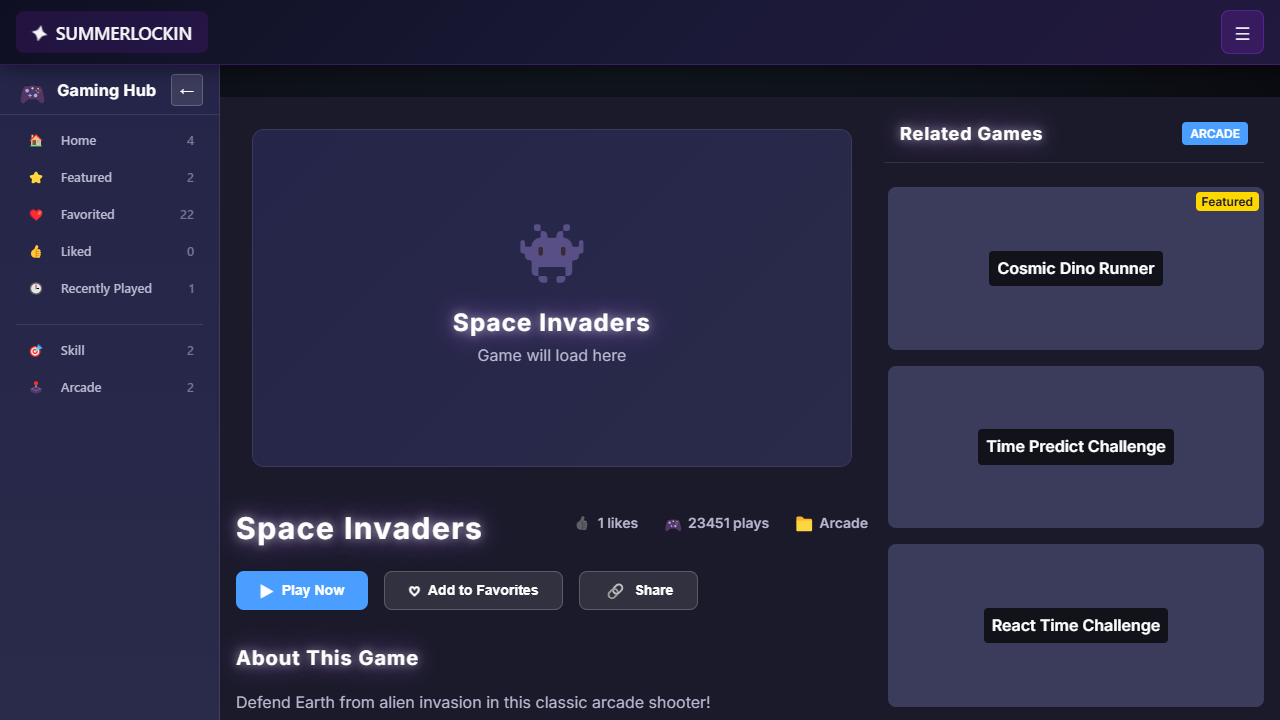 SUMMERLOCKIN
Gaming Hub
Home 4
Featured 2
Favorited 22
Liked 0
Recently Played 1
Skill 2
Arcade 2
Space Invaders
Game will load here
Space Invaders
1 likes
23451 plays
Arcade
Play Now
Add to Favorites
Share
About This Game
Defend Earth from alien invasion in this classic arcade shooter!
Related Games
ARCADE
Featured
Cosmic Dino Runner
Time Predict Challenge
React Time Challenge